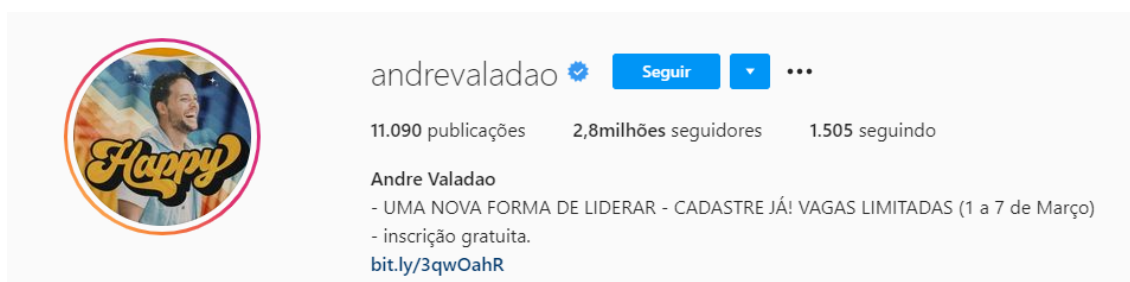 Happy
andrevaladao
Seguir
11.090 publicações 2,8milhões seguidores 1.505 seguindo
Andre Valadao
- UMA NOVA FORMA DE LIDERAR - CADASTRE JÁ! VAGAS LIMITADAS (1 a 7 de Março)
- inscrição gratuita.
bit.ly/3qwOahR